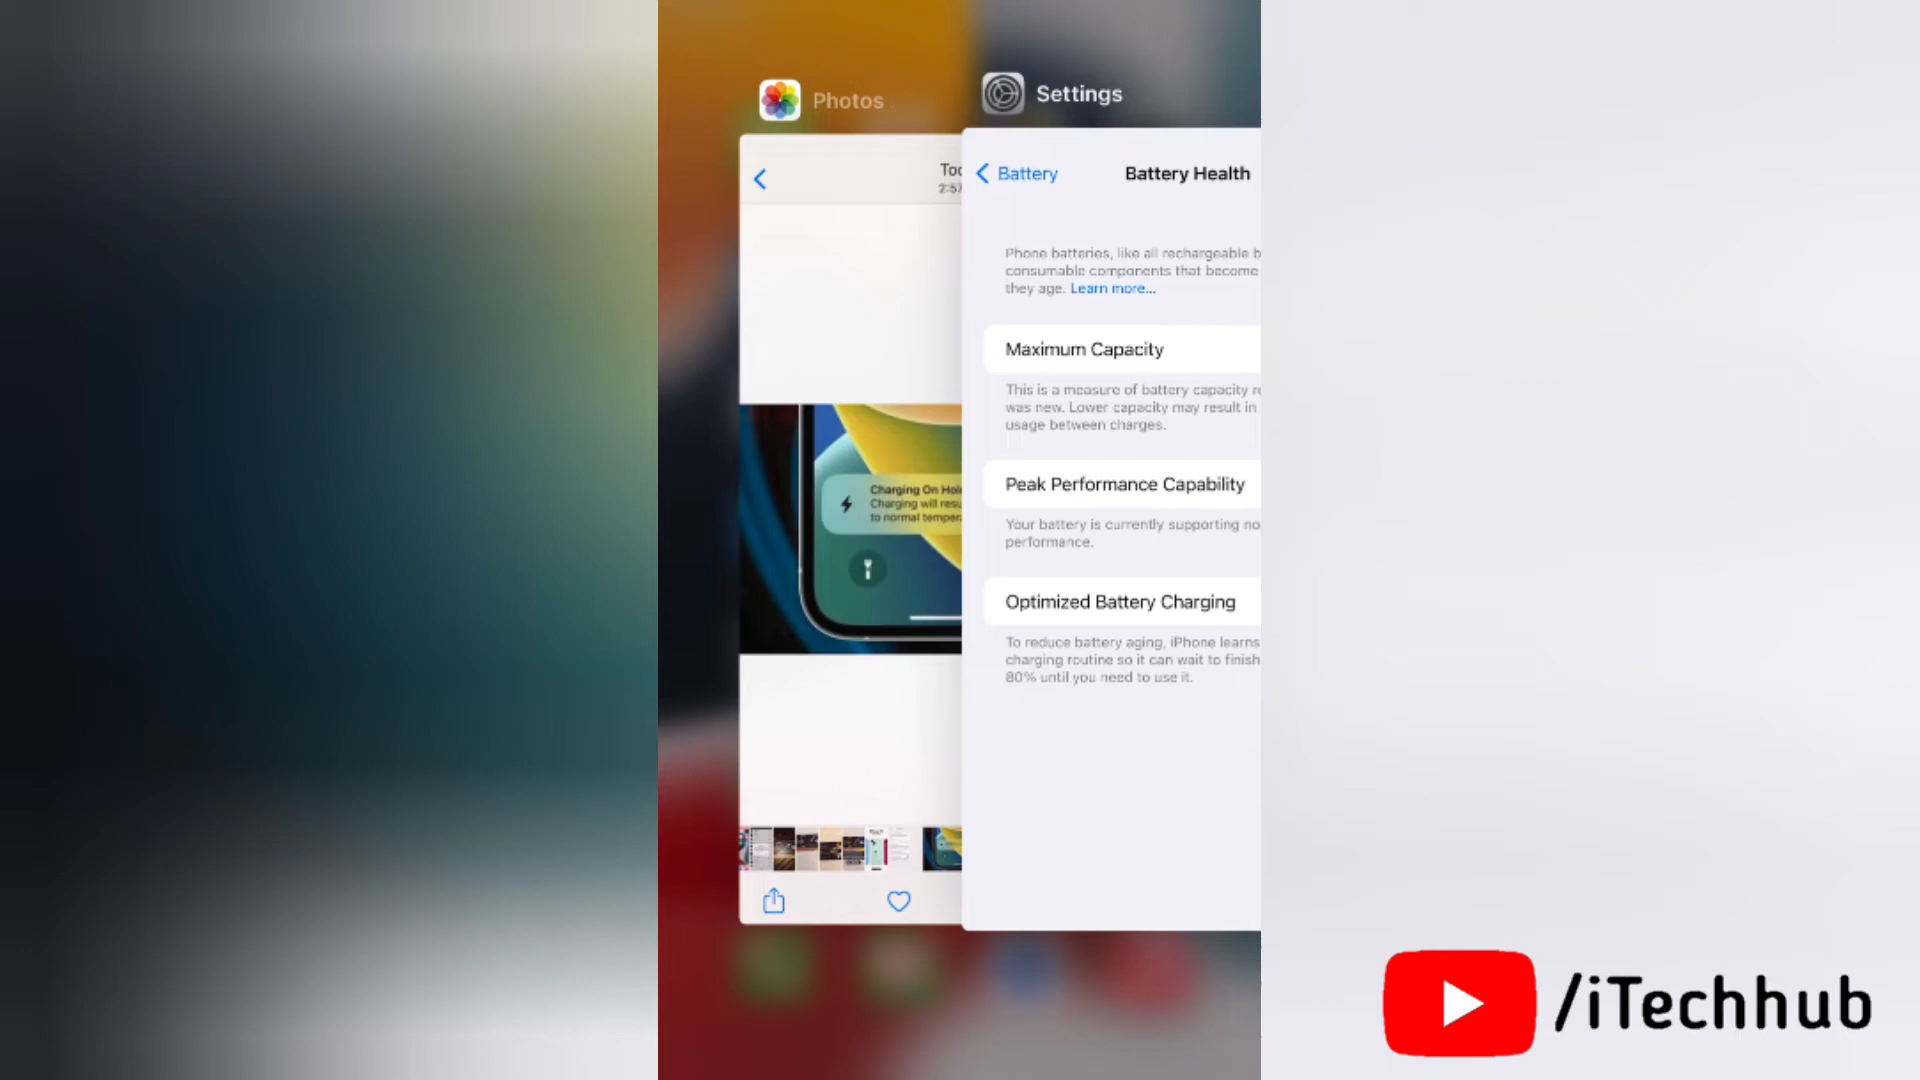 Photos
Settings
2:57
Battery
Battery Health
Phone batteries, like all rechargeable
consumable components that become
they age. Learn more...
Maximum Capacity
This is a measure of battery capacity
was new. Lower capacity may result in
usage between charges.
Peak Performance Capability
Your battery is currently supporting
performance.
Optimized Battery Charging
To reduce battery aging, iPhone learns
charging routine so it can wait to finish
80% until you need to use it.
Charging On
Charging will
to normal
/iTechhub